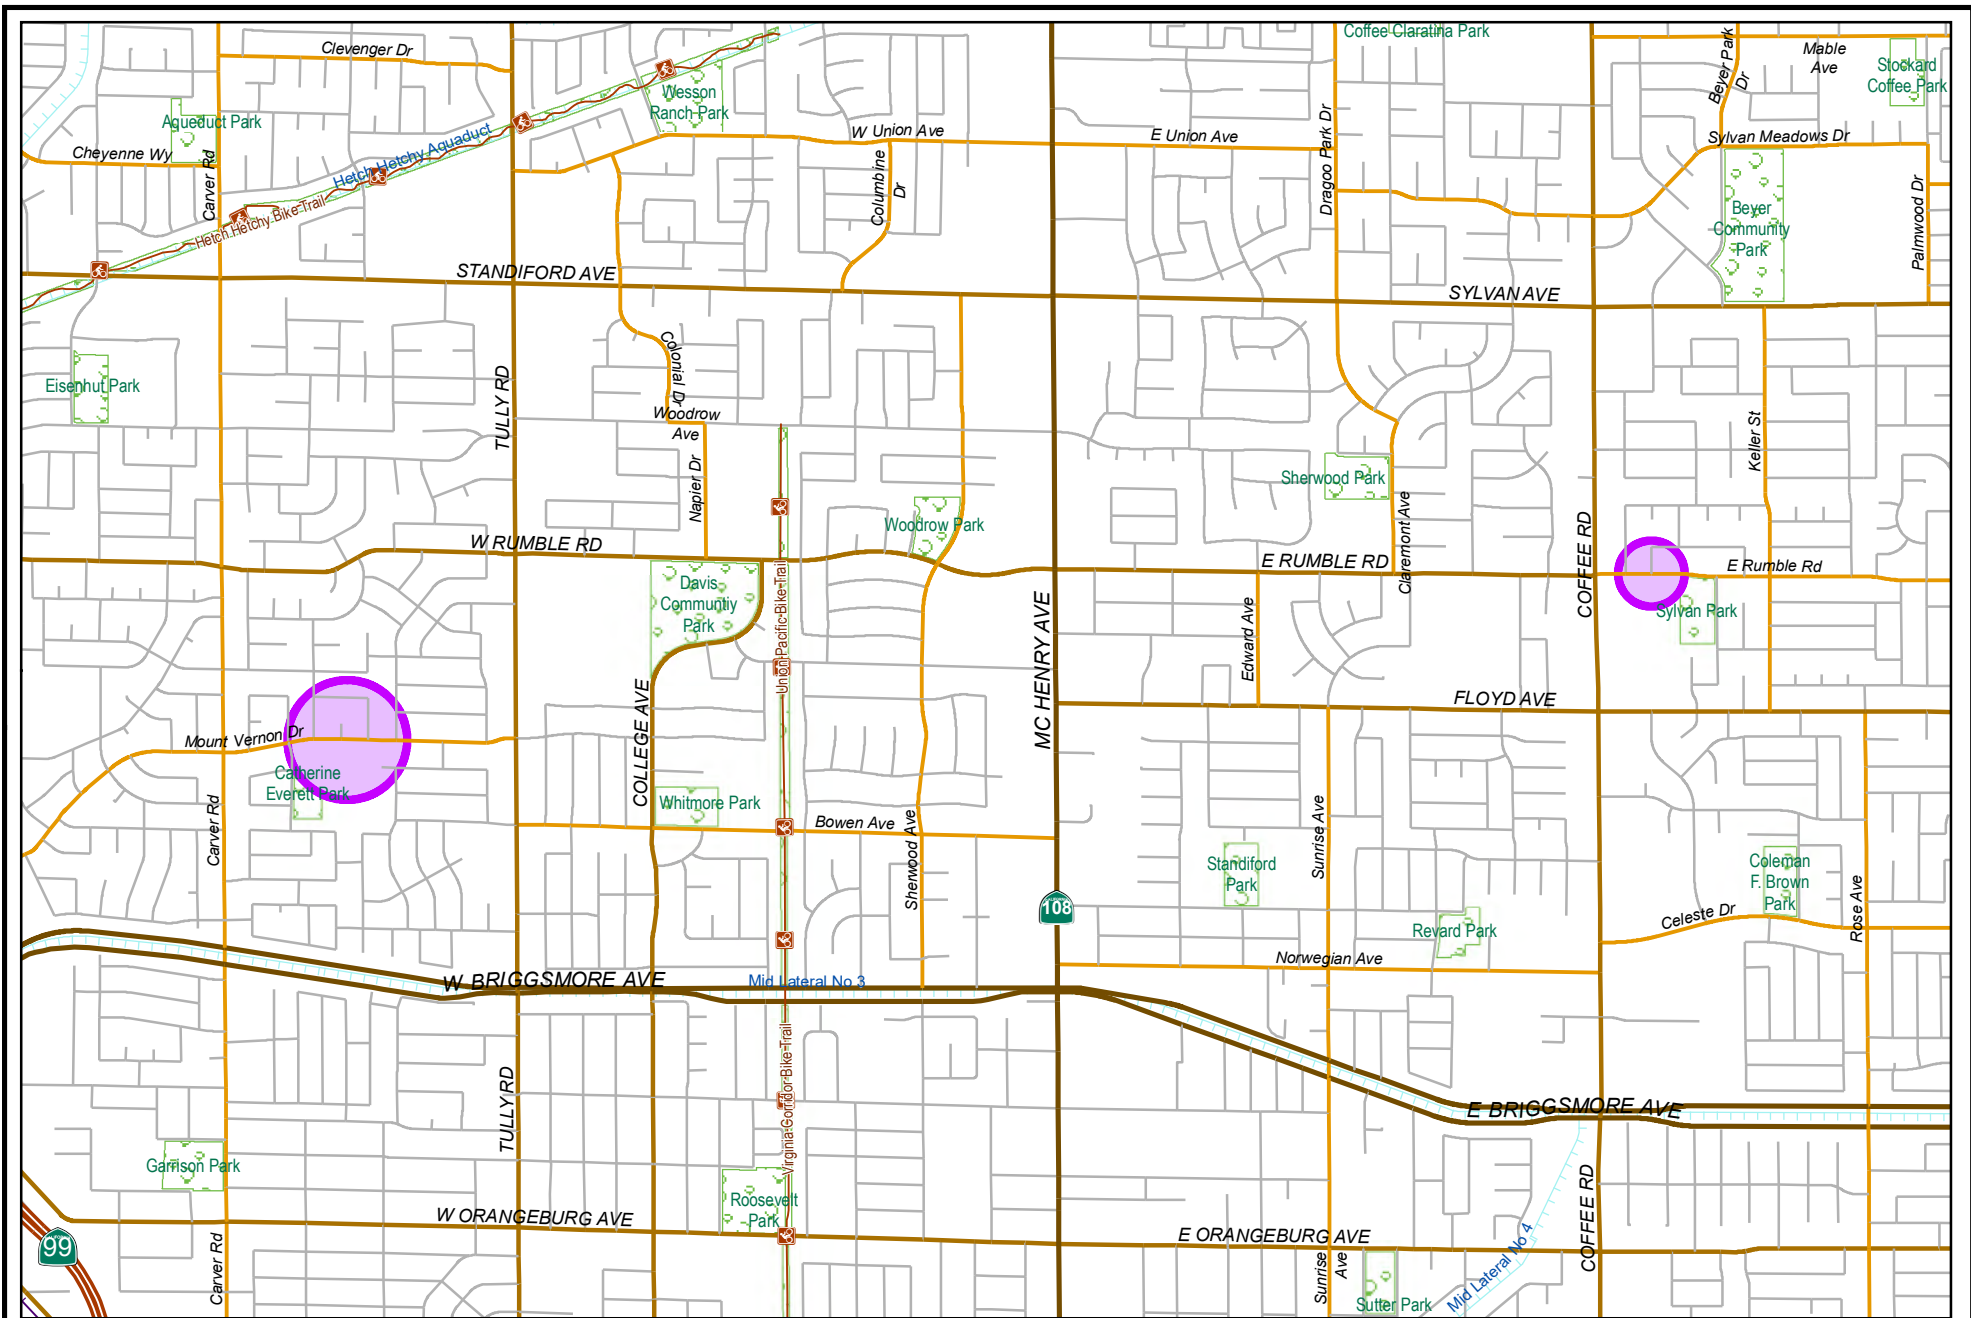 Clevenger Dr
Coffee Claratina Park
Beyer Park
Dr
Mable
Ave
Stockard
Coffee Park
Wesson
Ranch Park
Aqueduct Park
Cheyenne Wy
Carver Rd
Hetch Hetchy Aquaduct
Hetch Hetchy Bike Trail
W Union Ave
E Union Ave
Columbine
Dr
Dragoo Park Dr
Sylvan Meadows Dr
Beyer
Community
Park
Palmwood Dr
STANDIFORD AVE
SYLVAN AVE
Eisenhut Park
TULLY RD
Colonial Dr
Woodrow
Ave
Napier Dr
Sherwood Park
Claremont Ave
Keller St
COFFEE RD
Woodrow Park
W RUMBLE RD
E RUMBLE RD
E Rumble Rd
Davis
Communtiy
Park
Union Pacific Bike Trail
MC HENRY AVE
Edward Ave
Sylvan Park
COLLEGE AVE
FLOYD AVE
Mount Vernon Dr
Catherine
Everett Park
Carver Rd
Whitmore Park
Bowen Ave
Sherwood Ave
Sunrise Ave
Standiford
Park
Coleman
F. Brown
Park
Rose Ave
108
Revard Park
Celeste Dr
Norwegian Ave
W BRIGGSMORE AVE
Mid Lateral No 3
TULLY RD
Virginia Corridor Bike Trail
E BRIGGSMORE AVE
Garrison Park
COFFEE RD
Roosevelt
Park
W ORANGEBURG AVE
E ORANGEBURG AVE
99
Carver Rd
Sunrise
Ave
Mid Lateral No 4
Sutter Park